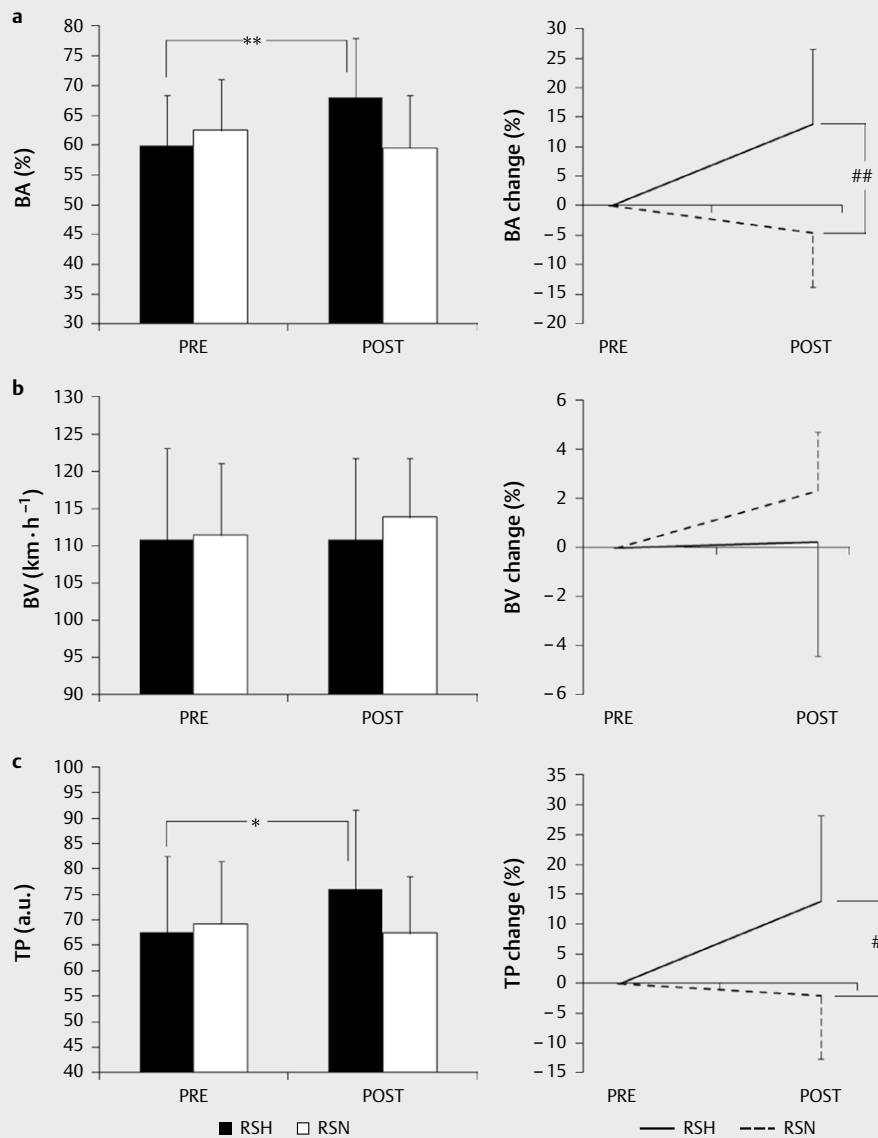 a
BA (%)
80
75
70
65
60
55
50
45
40
35
30
**
PRE
POST
BA change (%)
30
25
20
15
10
5
0
−5
−10
−15
−20
##
PRE
POST
b
BV (km·h⁻¹)
130
125
120
115
110
105
100
95
90
PRE
POST
BV change (%)
6
4
2
0
−2
−4
−6
PRE
POST
c
TP (a.u.)
100
95
90
85
80
75
70
65
60
55
50
45
40
*
PRE
POST
TP change (%)
35
30
25
20
15
10
5
0
−5
−10
−15
#
PRE
POST
RSH RSN
RSH RSN